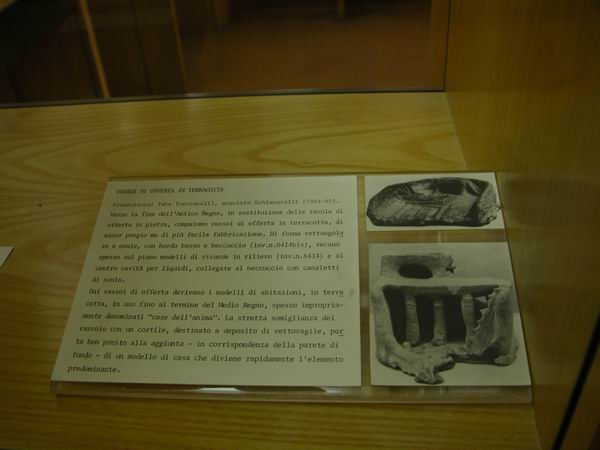 VASSOI DI OFFERTA IN TERRACOTTA
Provenienza: Tebe (necropoli), acquisto Schiaparelli (1884-85).
Verso la fine dell'Antico Regno, in sostituzione delle tavole di
offerta in pietra, compaiono vassoi di offerta in terracotta, di
minor pregio ma di più facile fabbricazione. Di forma rettangola
re o ovale, con bordo basso e beccuccio (inv.n.6414bis), recano
spesso sul piano modelli di vivande in rilievo (inv.n.6414) e al
centro cavità per liquidi, collegate al beccuccio con canaletti
di scolo.
Dai vassoi di offerta derivano i modelli di abitazioni, in terra
cotta, in uso fino al termine del Medio Regno, spesso impropria-
mente denominati "case dell'anima". La stretta somiglianza del
vassoio con un cortile, destinato a deposito di vettovaglie, por
ta ben presto alla aggiunta - in corrispondenza della parete di
fondo - di un modello di casa che diviene rapidamente l'elemento
predominante.